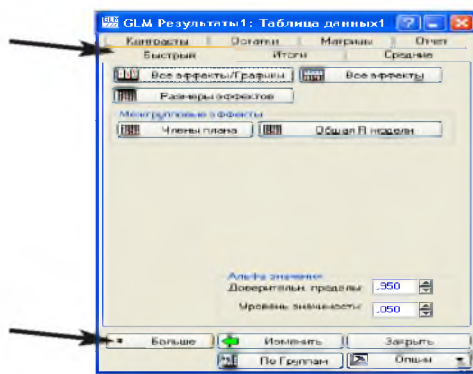 GLM Результаты1: Таблица данных1
Контрасты Остатки Матрицы Отчет
Быстрый Итоги Средние
Все эффекты/Графики Все эффекты
Размеры эффектов
Межгрупповые эффекты
Члены плана Общая R модели
Альфа значения
Доверительн. пределы: .950
Уровень значимости: .050
Больше Изменить Закрыть
По Группам Опции